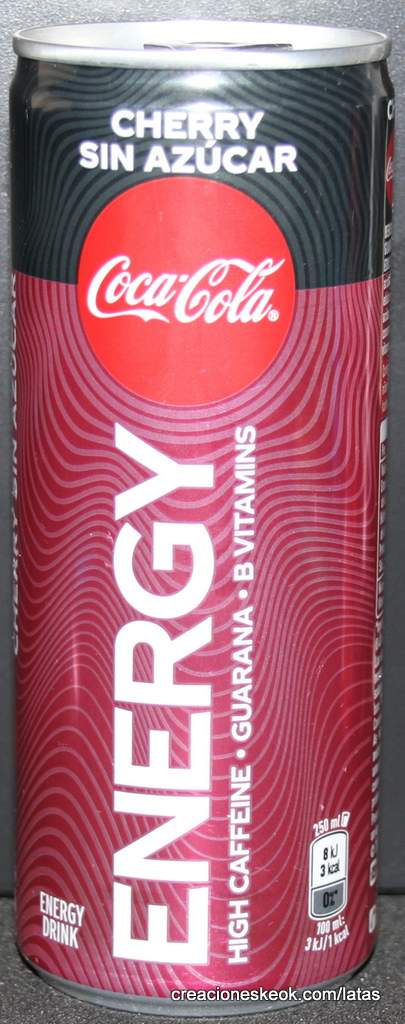 CHERRY
SIN AZÚCAR
Coca-Cola®
ENERGY
HIGH CAFFEINE • GUARANA • B VITAMINS
ENERGY
DRINK
250 ml
8 kJ
3 kcal
0%*
100 ml:
3 kJ/1 kcal
creacioneskeok.com/latas